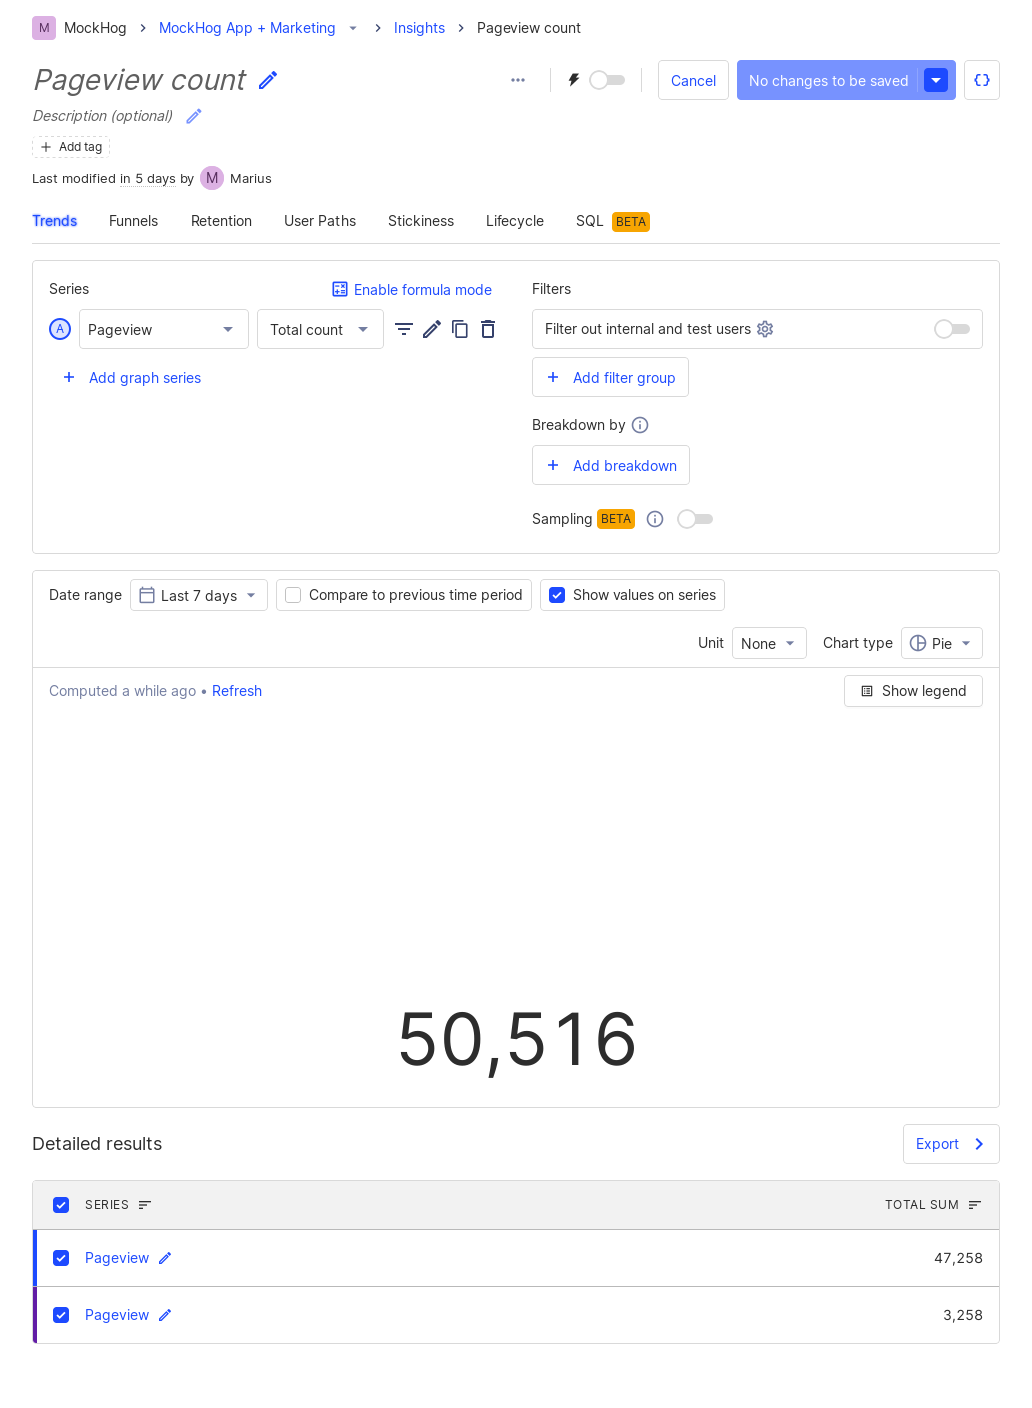 M MockHog MockHog App + Marketing Insights Pageview count
Pageview count
Cancel No changes to be saved
Description (optional)
Add tag
Last modified in 5 days by M Marius
Trends Funnels Retention User Paths Stickiness Lifecycle SQL BETA
Series Enable formula mode
A Pageview Total count
Add graph series
Filters
Filter out internal and test users
Add filter group
Breakdown by
Add breakdown
Sampling BETA
Date range Last 7 days Compare to previous time period Show values on series
Unit None Chart type Pie
Computed a while ago • Refresh Show legend
50,516
Detailed results Export
SERIES TOTAL SUM
Pageview 47,258
Pageview 3,258